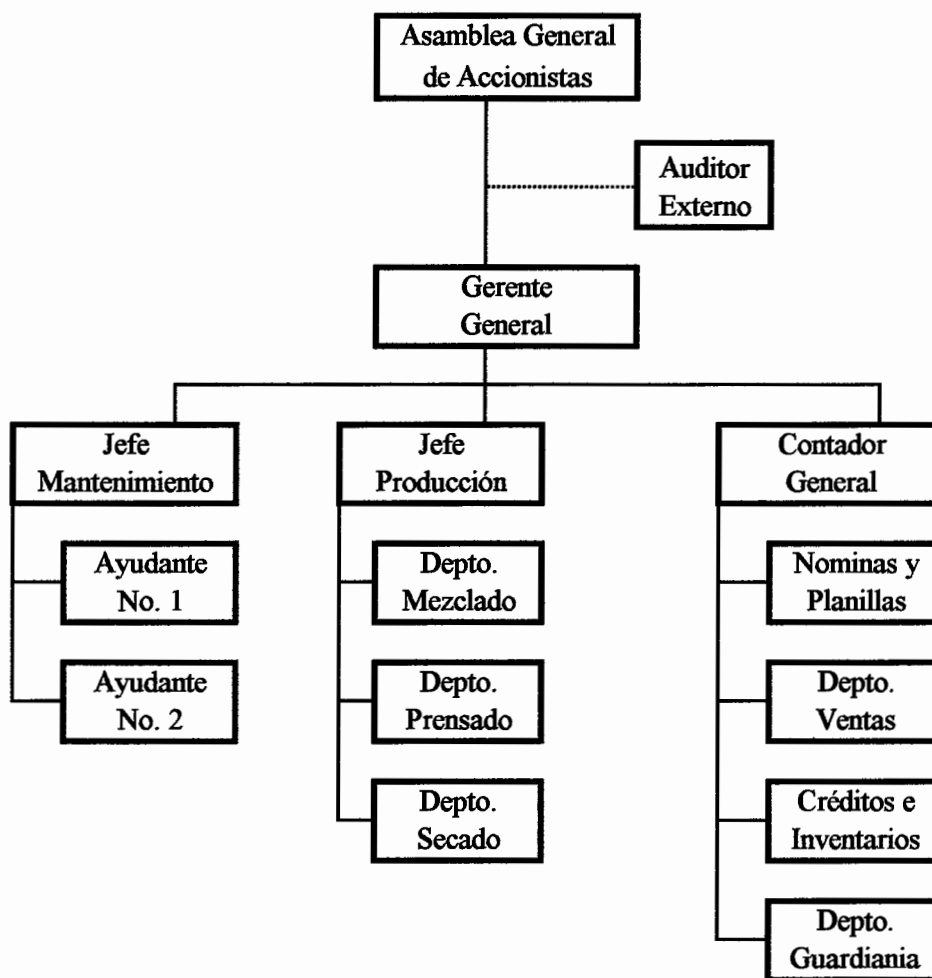 Asamblea General
de Accionistas
Auditor
Externo
Gerente
General
Jefe
Mantenimiento
Jefe
Producción
Contador
General
Ayudante
No. 1
Depto.
Mezclado
Nominas y
Planillas
Ayudante
No. 2
Depto.
Prensado
Depto.
Ventas
Depto.
Secado
Créditos e
Inventarios
Depto.
Guardiania